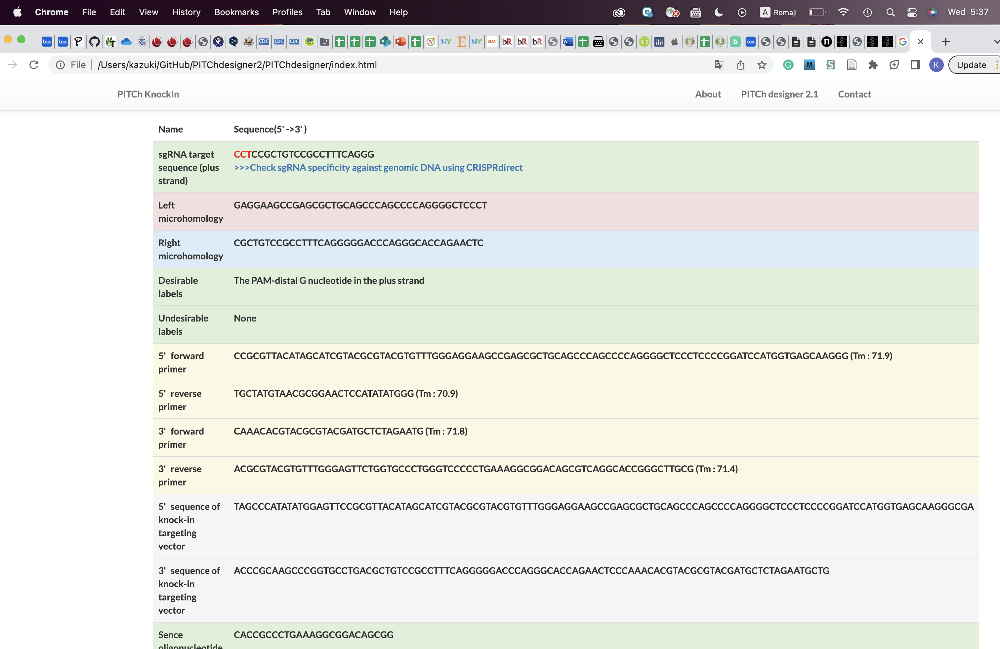 Chrome File Edit View History Bookmarks Profiles Tab Window Help A Romaji Wed 5:37
File /Users/kazuki/GitHub/PITChdesigner2/PITChdesigner/index.html K Update
PITCh KnockIn About PITCh designer 2.1 Contact
Name Sequence(5' ->3' )
sgRNA target sequence (plus strand) CCTCCGCTGTCCGCCTTTCAGGG
>>>Check sgRNA specificity against genomic DNA using CRISPRdirect
Left microhomology GAGGAAGCCGAGCGCTGCAGCCCAGCCCCAGGGGCTCCCT
Right microhomology CGCTGTCCGCCTTTCAGGGGGACCCAGGGCACCAGAACTC
Desirable labels The PAM-distal G nucleotide in the plus strand
Undesirable labels None
5' forward primer CCGCGTTACATAGCATCGTACGCGTACGTGTTTGGGAGGAAGCCGAGCGCTGCAGCCCAGCCCCAGGGGCTCCCTCCCCGGATCCATGGTGAGCAAGGG (Tm : 71.9)
5' reverse primer TGCTATGTAACGCGGAACTCCATATATGGG (Tm : 70.9)
3' forward primer CAAACACGTACGCGTACGATGCTCTAGAATG (Tm : 71.8)
3' reverse primer ACGCGTACGTGTTTGGGAGTTCTGGTGCCCTGGGTCCCCCTGAAAGGCGGACAGCGTCAGGCACCGGGCTTGCG (Tm : 71.4)
5' sequence of knock-in targeting vector TAGCCCATATATGGAGTTCCGCGTTACATAGCATCGTACGCGTACGTGTTTGGGAGGAAGCCGAGCGCTGCAGCCCAGCCCCAGGGGCTCCCTCCCCGGATCCATGGTGAGCAAGGGCGA
3' sequence of knock-in targeting vector ACCCGCAAGCCCGGTGCCTGACGCTGTCCGCCTTTCAGGGGGACCCAGGGCACCAGAACTCCCAAACACGTACGCGTACGATGCTCTAGAATGCTG
Sence oligonucleotide CACCGCCCTGAAAGGCGGACAGCGG